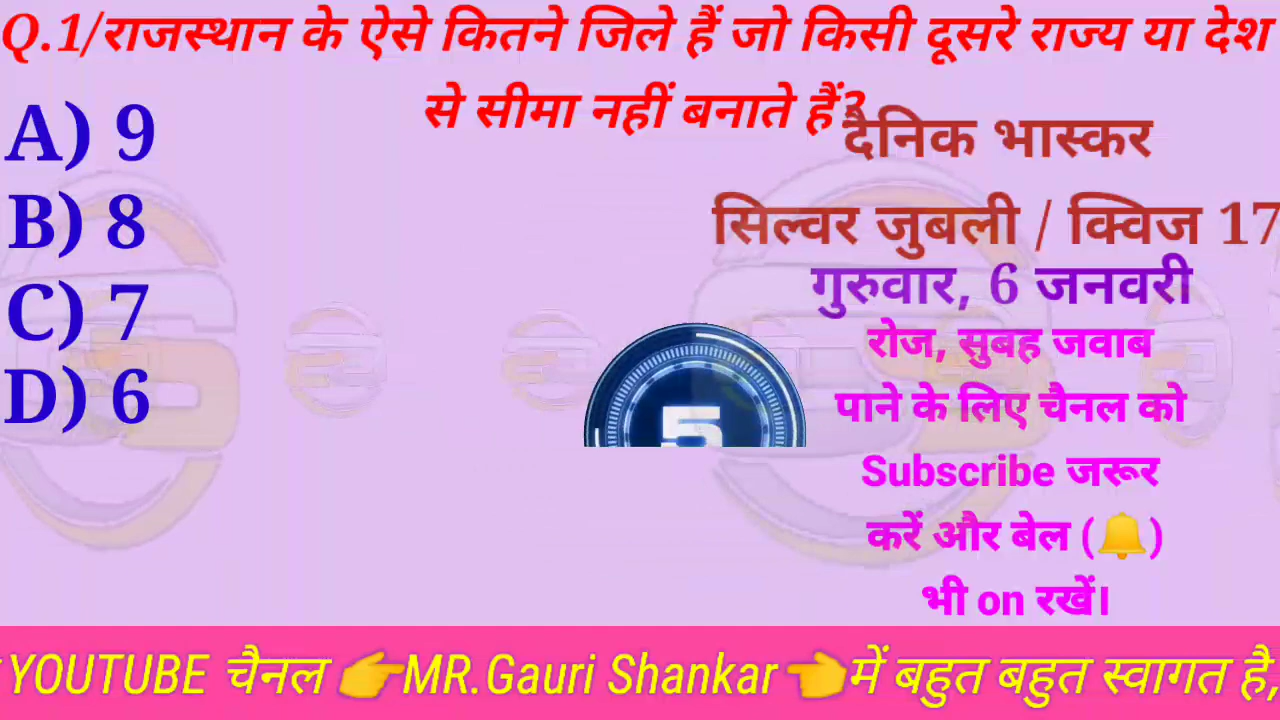 Q.1/राजस्थान के ऐसे कितने जिले हैं जो किसी दूसरे राज्य या देश
से सीमा नहीं बनाते हैं?
A) 9
B) 8
C) 7
D) 6
दैनिक भास्कर
सिल्वर जुबली / क्विज 17
गुरुवार, 6 जनवरी
रोज, सुबह जवाब
पाने के लिए चैनल को
Subscribe जरूर
करें और बेल (🔔)
भी on रखें।
5
YOUTUBE चैनल 👉MR.Gauri Shankar👈में बहुत बहुत स्वागत है,